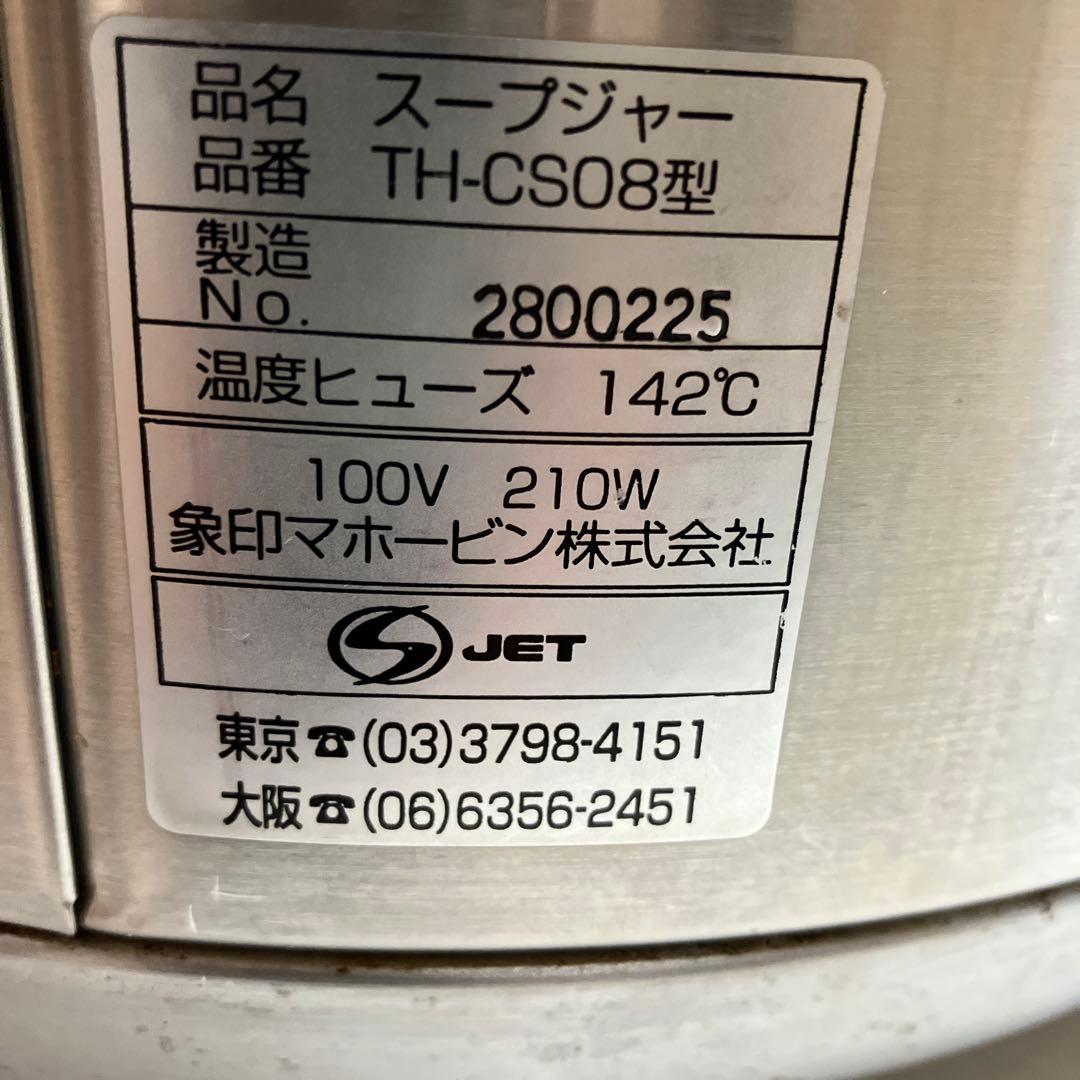 品名 スープジャー
品番 TH-CS08型
製造
No. 2800225
温度ヒューズ 142℃
100V 210W
象印マホービン株式会社
JET
東京☎(03)3798-4151
大阪☎(06)6356-2451